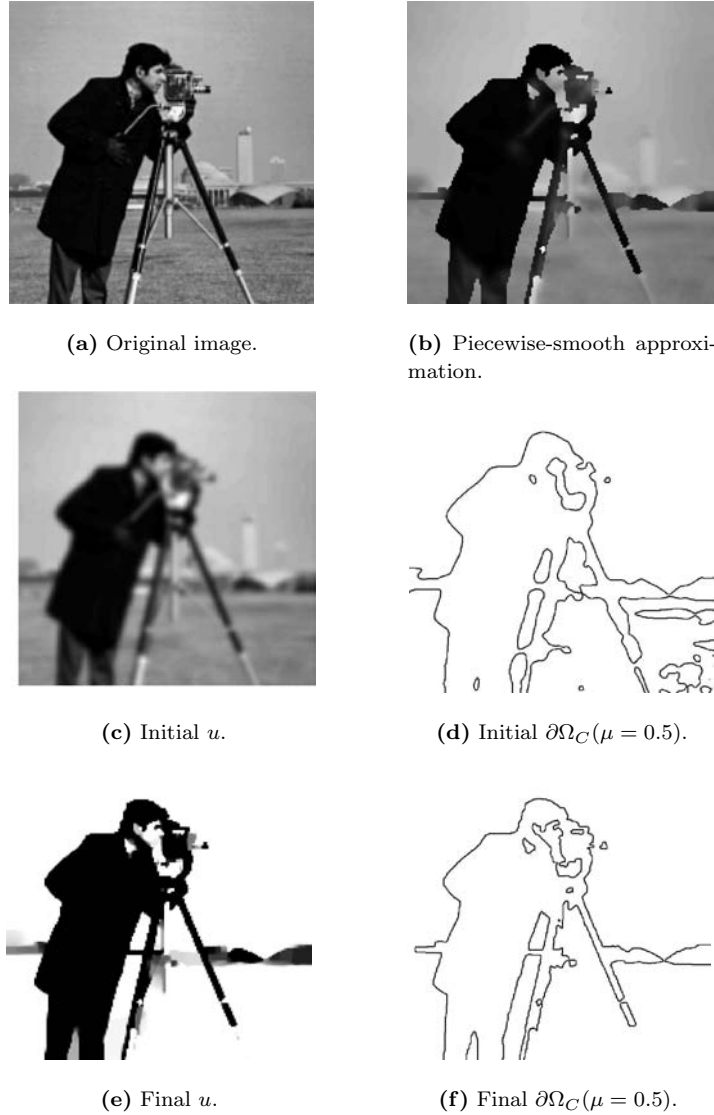 (a) Original image.
(b) Piecewise-smooth approxi-
mation.
(c) Initial u.
(d) Initial ∂Ω_C(μ = 0.5).
(e) Final u.
(f) Final ∂Ω_C(μ = 0.5).